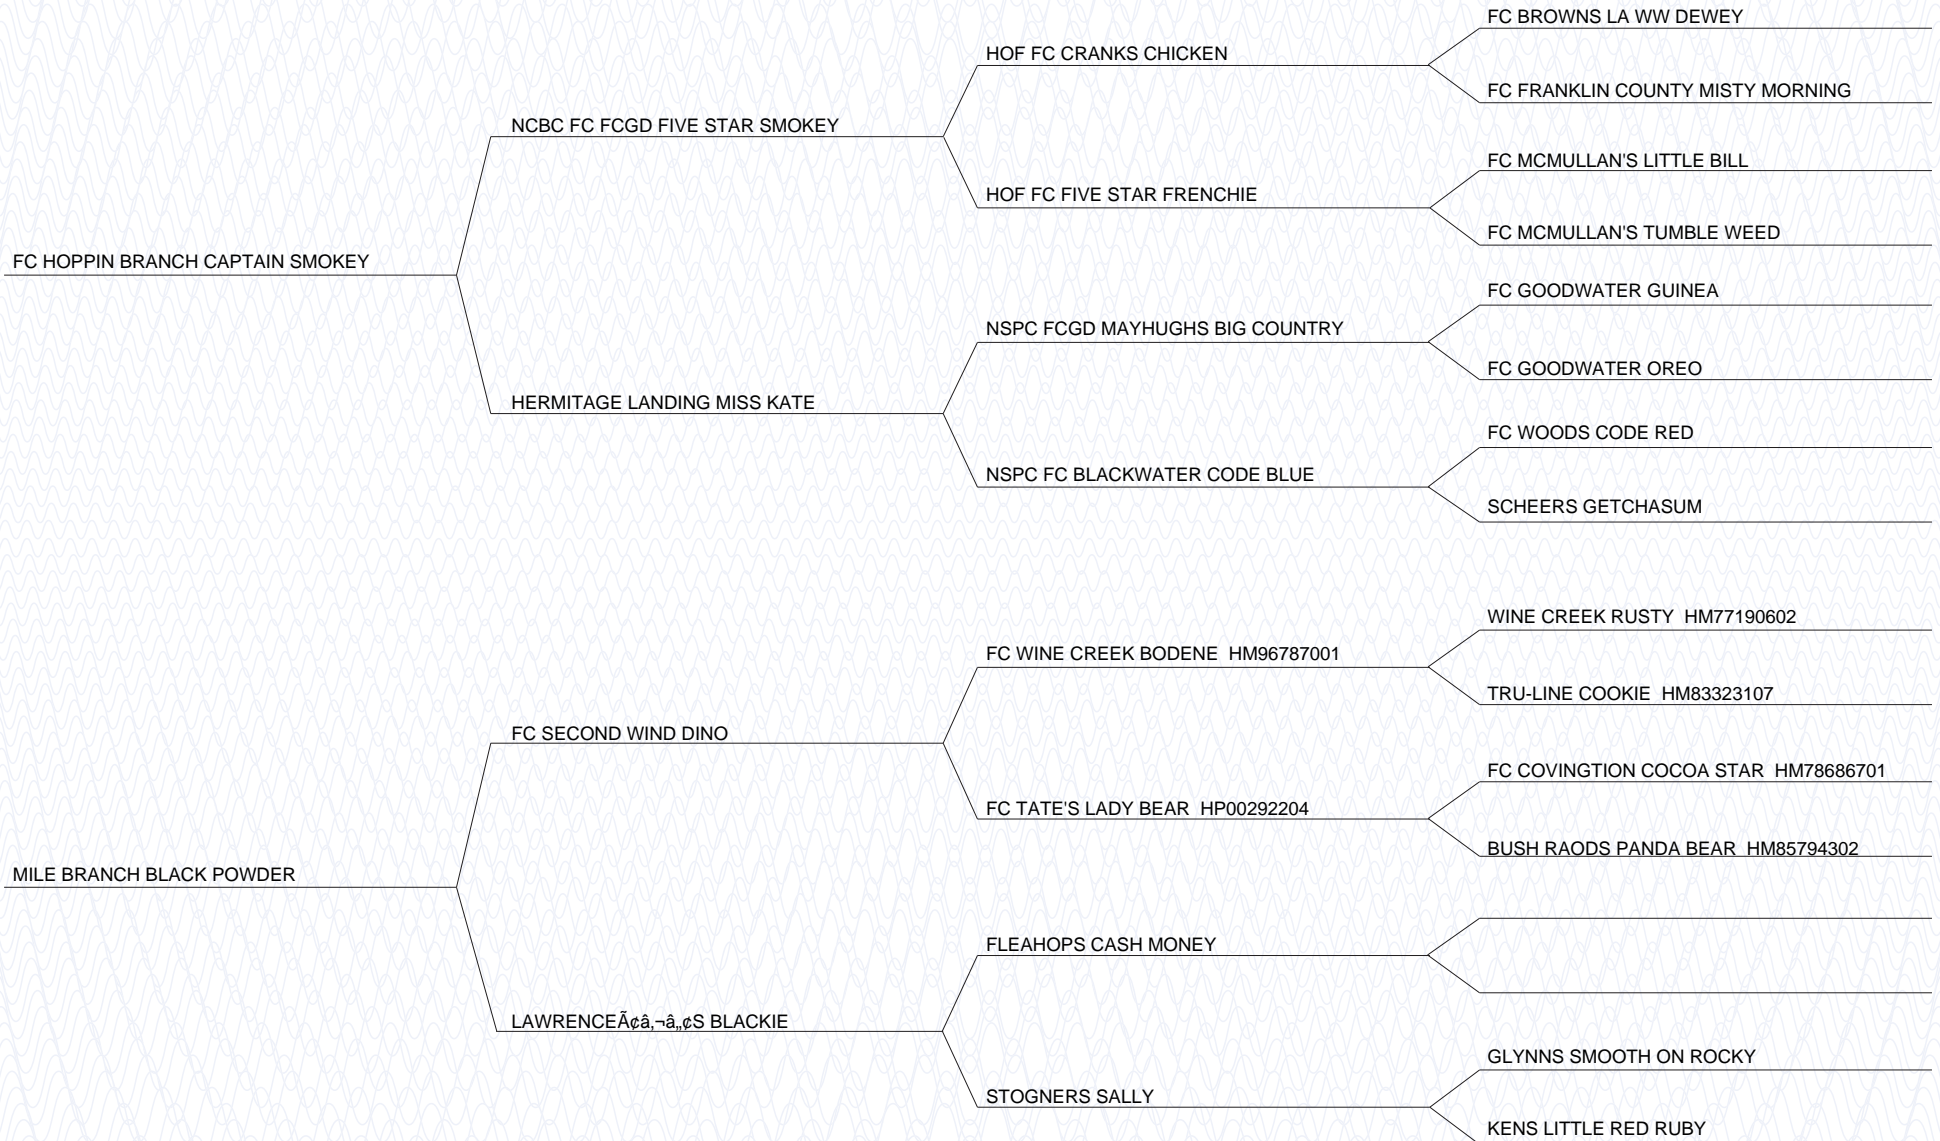 FC BROWNS LA WW DEWEY
HOF FC CRANKS CHICKEN
FC FRANKLIN COUNTY MISTY MORNING
NCBC FC FCGD FIVE STAR SMOKEY
FC MCMULLAN'S LITTLE BILL
HOF FC FIVE STAR FRENCHIE
FC MCMULLAN'S TUMBLE WEED
FC HOPPIN BRANCH CAPTAIN SMOKEY
FC GOODWATER GUINEA
NSPC FCGD MAYHUGHS BIG COUNTRY
FC GOODWATER OREO
HERMITAGE LANDING MISS KATE
FC WOODS CODE RED
NSPC FC BLACKWATER CODE BLUE
SCHEERS GETCHASUM
WINE CREEK RUSTY HM77190602
FC WINE CREEK BODENE HM96787001
TRU-LINE COOKIE HM83323107
FC SECOND WIND DINO
FC COVINGTION COCOA STAR HM78686701
FC TATE'S LADY BEAR HP00292204
BUSH RAODS PANDA BEAR HM85794302
MILE BRANCH BLACK POWDER
FLEAHOPS CASH MONEY
LAWRENCEÃ¢â‚¬â„¢S BLACKIE
GLYNNS SMOOTH ON ROCKY
STOGNERS SALLY
KENS LITTLE RED RUBY